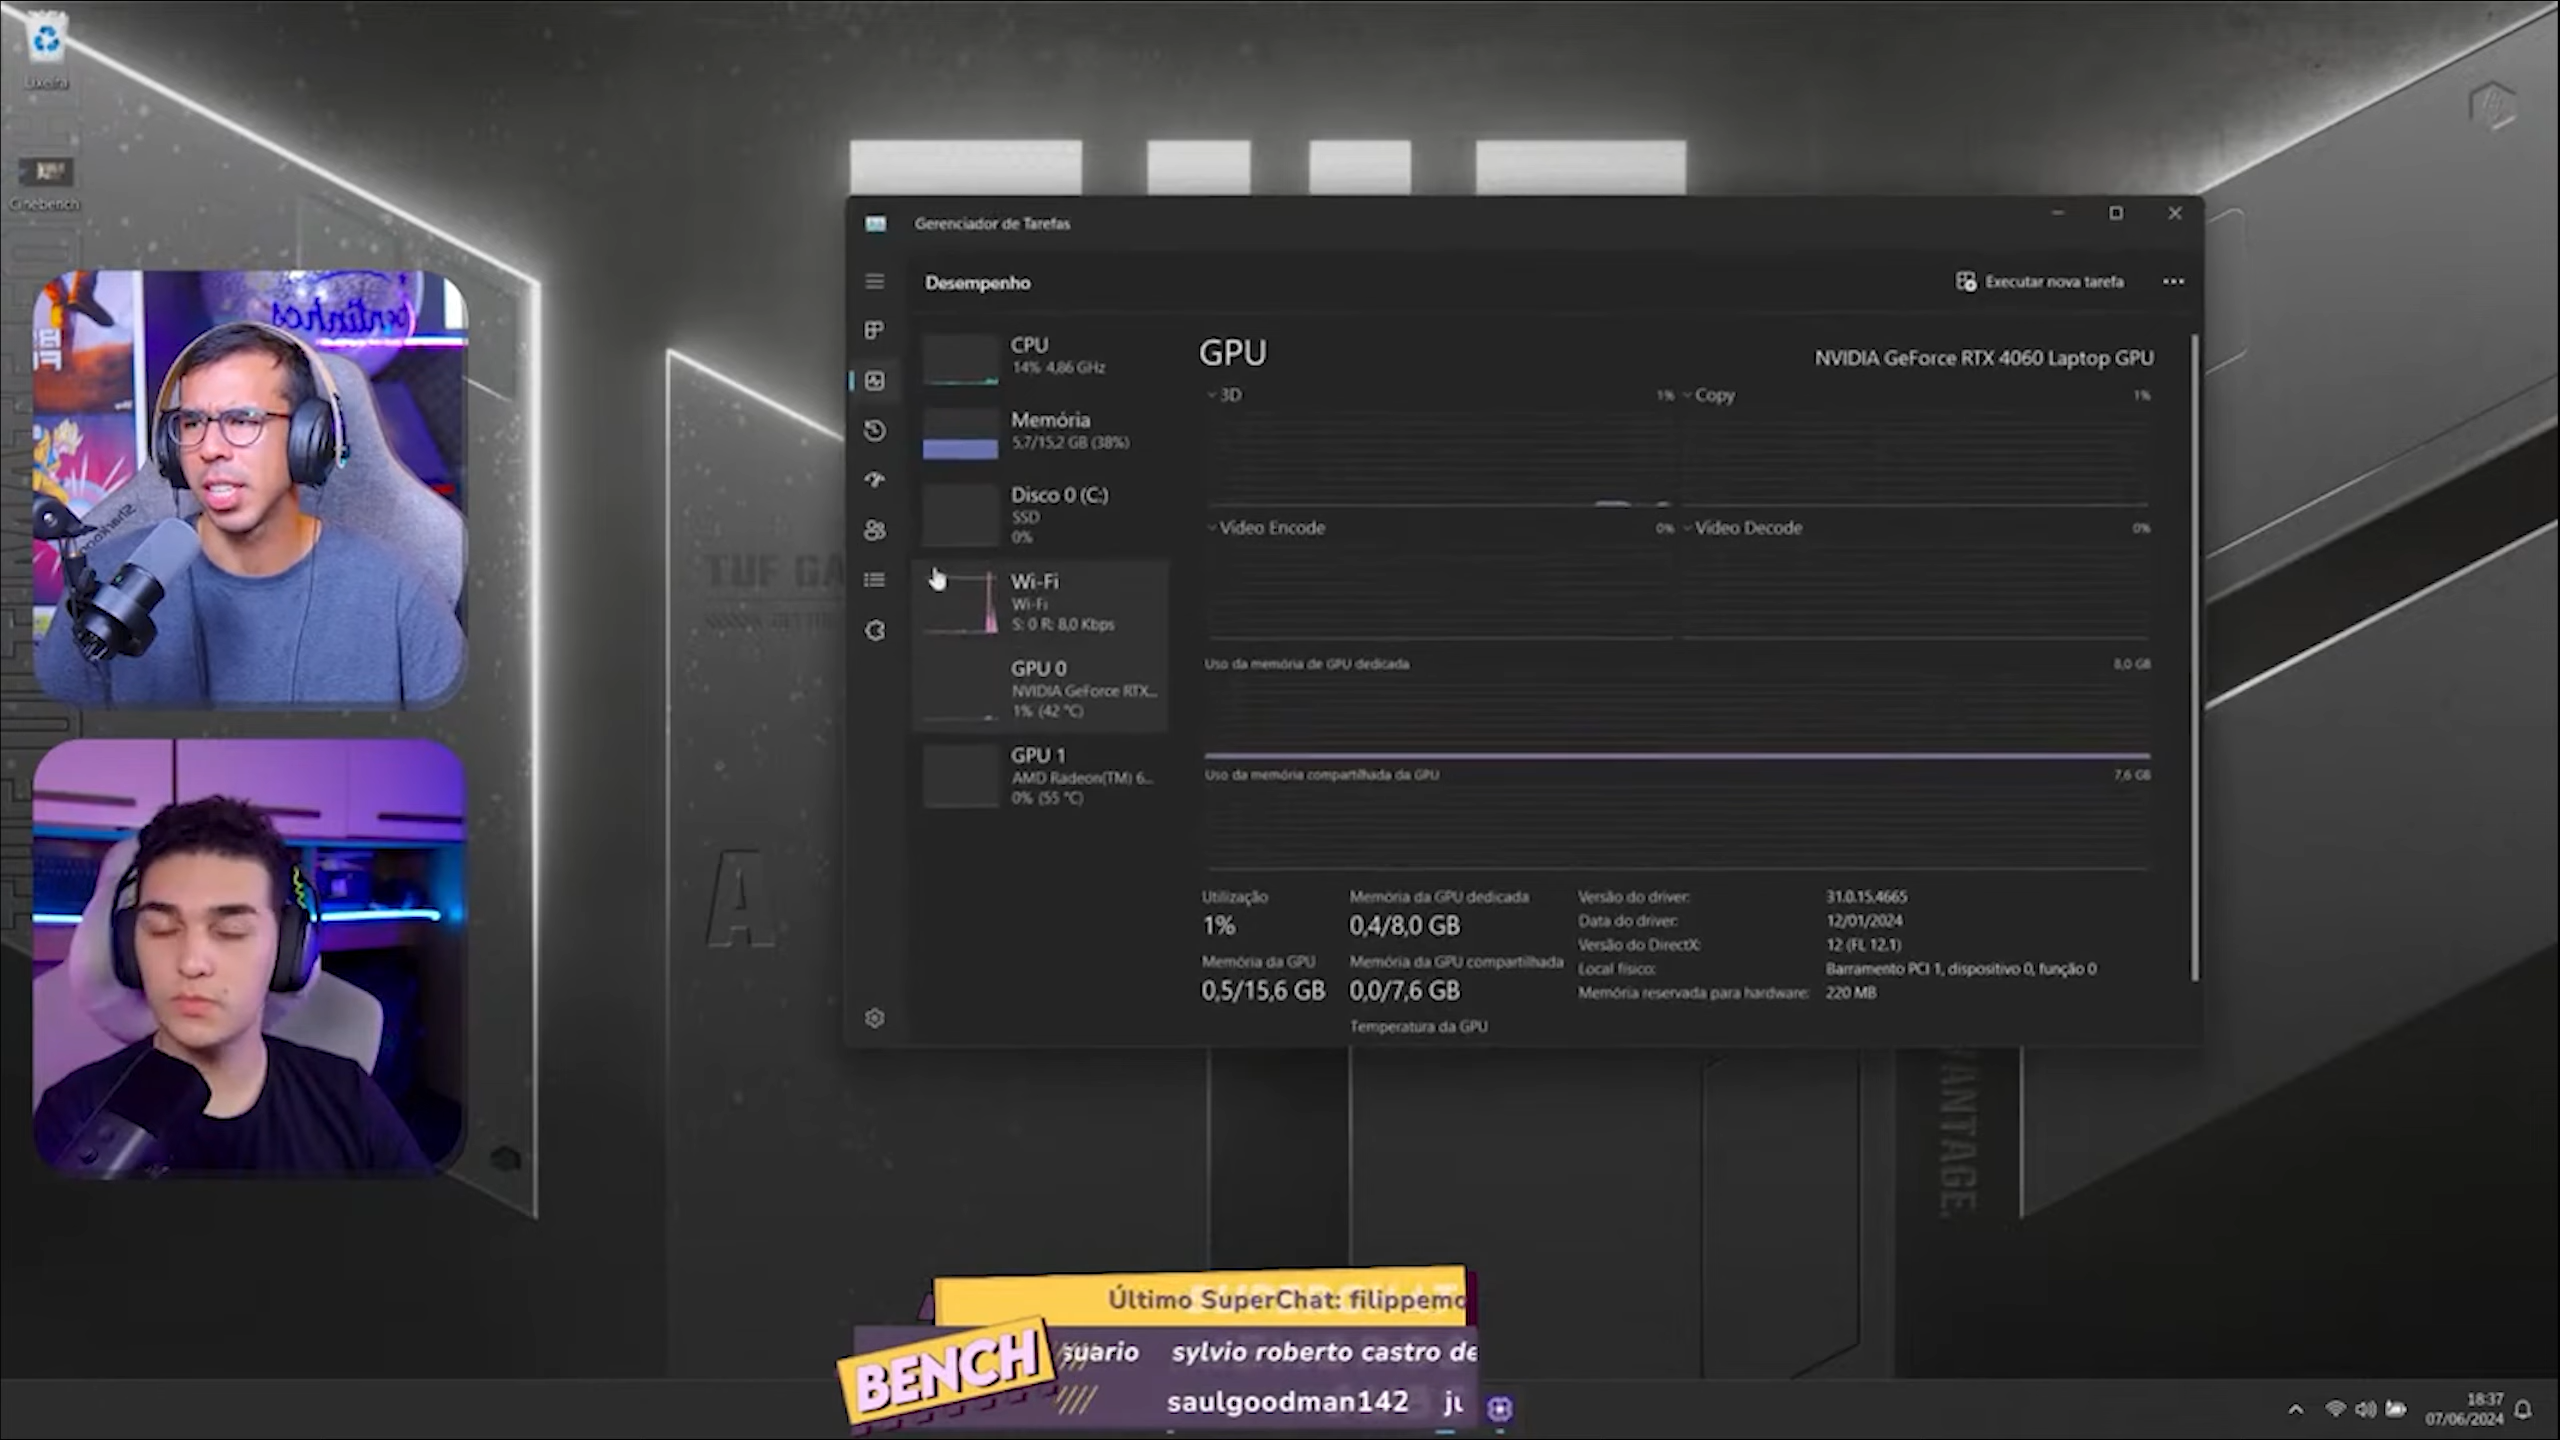 Lixeira
Cinebench
Gerenciador de Tarefas
Desempenho
Executar nova tarefa
CPU
14% 4,86 GHz
Memória
5,7/15,2 GB (38%)
Disco 0 (C:)
SSD
0%
Wi-Fi
Wi-Fi
S: 0 R: 8,0 Kbps
GPU 0
NVIDIA GeForce RTX...
1% (42 °C)
GPU 1
AMD Radeon(TM) 6...
0% (55 °C)
GPU
NVIDIA GeForce RTX 4060 Laptop GPU
3D
1%
Copy
1%
Video Encode
0%
Video Decode
0%
Uso da memória de GPU dedicada
8,0 GB
Uso da memória compartilhada da GPU
7,6 GB
Utilização
1%
Memória da GPU dedicada
0,4/8,0 GB
Memória da GPU
0,5/15,6 GB
Memória da GPU compartilhada
0,0/7,6 GB
Temperatura da GPU
Versão do driver:
31.0.15.4665
Data do driver:
12/01/2024
Versão do DirectX:
12 (FL 12.1)
Local físico:
Barramento PCI 1, dispositivo 0, função 0
Memória reservada para hardware:
220 MB
TUF GA
A
VANTAGE.
Último SuperChat: filippemo
BENCH
suario sylvio roberto castro de
saulgoodman142 ju
18:37
07/06/2024